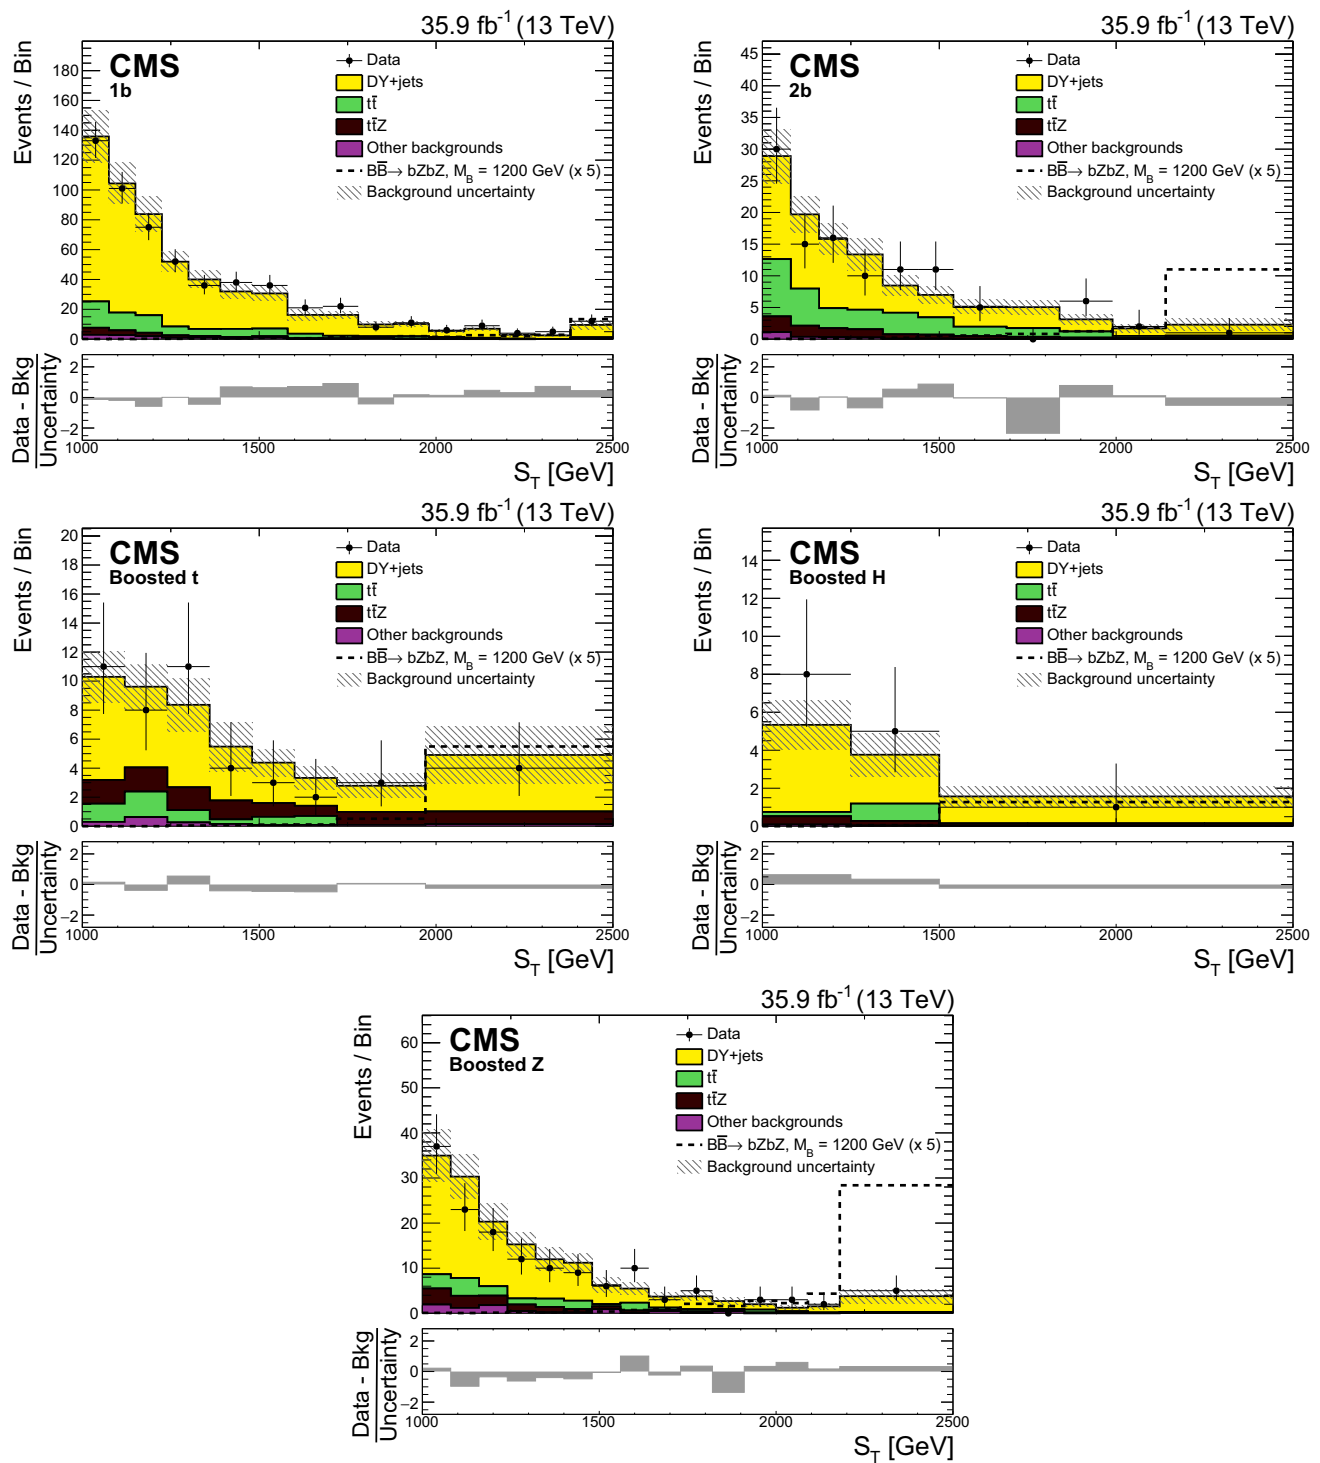 35.9 fb⁻¹ (13 TeV)
Events / Bin
CMS
1b
Data
DY+jets
tt̄
tt̄Z
Other backgrounds
BB̄→ bZbZ, M_B = 1200 GeV (x 5)
Background uncertainty
180
160
140
120
100
80
60
40
20
0
Data - Bkg
Uncertainty
2
0
−2
1000 1500 2000 2500
S_T [GeV]
35.9 fb⁻¹ (13 TeV)
Events / Bin
CMS
2b
Data
DY+jets
tt̄
tt̄Z
Other backgrounds
BB̄→ bZbZ, M_B = 1200 GeV (x 5)
Background uncertainty
45
40
35
30
25
20
15
10
5
0
Data - Bkg
Uncertainty
2
0
−2
1000 1500 2000 2500
S_T [GeV]
35.9 fb⁻¹ (13 TeV)
Events / Bin
CMS
Boosted t
Data
DY+jets
tt̄
tt̄Z
Other backgrounds
BB̄→ bZbZ, M_B = 1200 GeV (x 5)
Background uncertainty
20
18
16
14
12
10
8
6
4
2
0
Data - Bkg
Uncertainty
2
0
−2
1000 1500 2000 2500
S_T [GeV]
35.9 fb⁻¹ (13 TeV)
Events / Bin
CMS
Boosted H
Data
DY+jets
tt̄
tt̄Z
Other backgrounds
BB̄→ bZbZ, M_B = 1200 GeV (x 5)
Background uncertainty
14
12
10
8
6
4
2
0
Data - Bkg
Uncertainty
2
0
−2
1000 1500 2000 2500
S_T [GeV]
35.9 fb⁻¹ (13 TeV)
Events / Bin
CMS
Boosted Z
Data
DY+jets
tt̄
tt̄Z
Other backgrounds
BB̄→ bZbZ, M_B = 1200 GeV (x 5)
Background uncertainty
60
50
40
30
20
10
0
Data - Bkg
Uncertainty
2
0
−2
1000 1500 2000 2500
S_T [GeV]